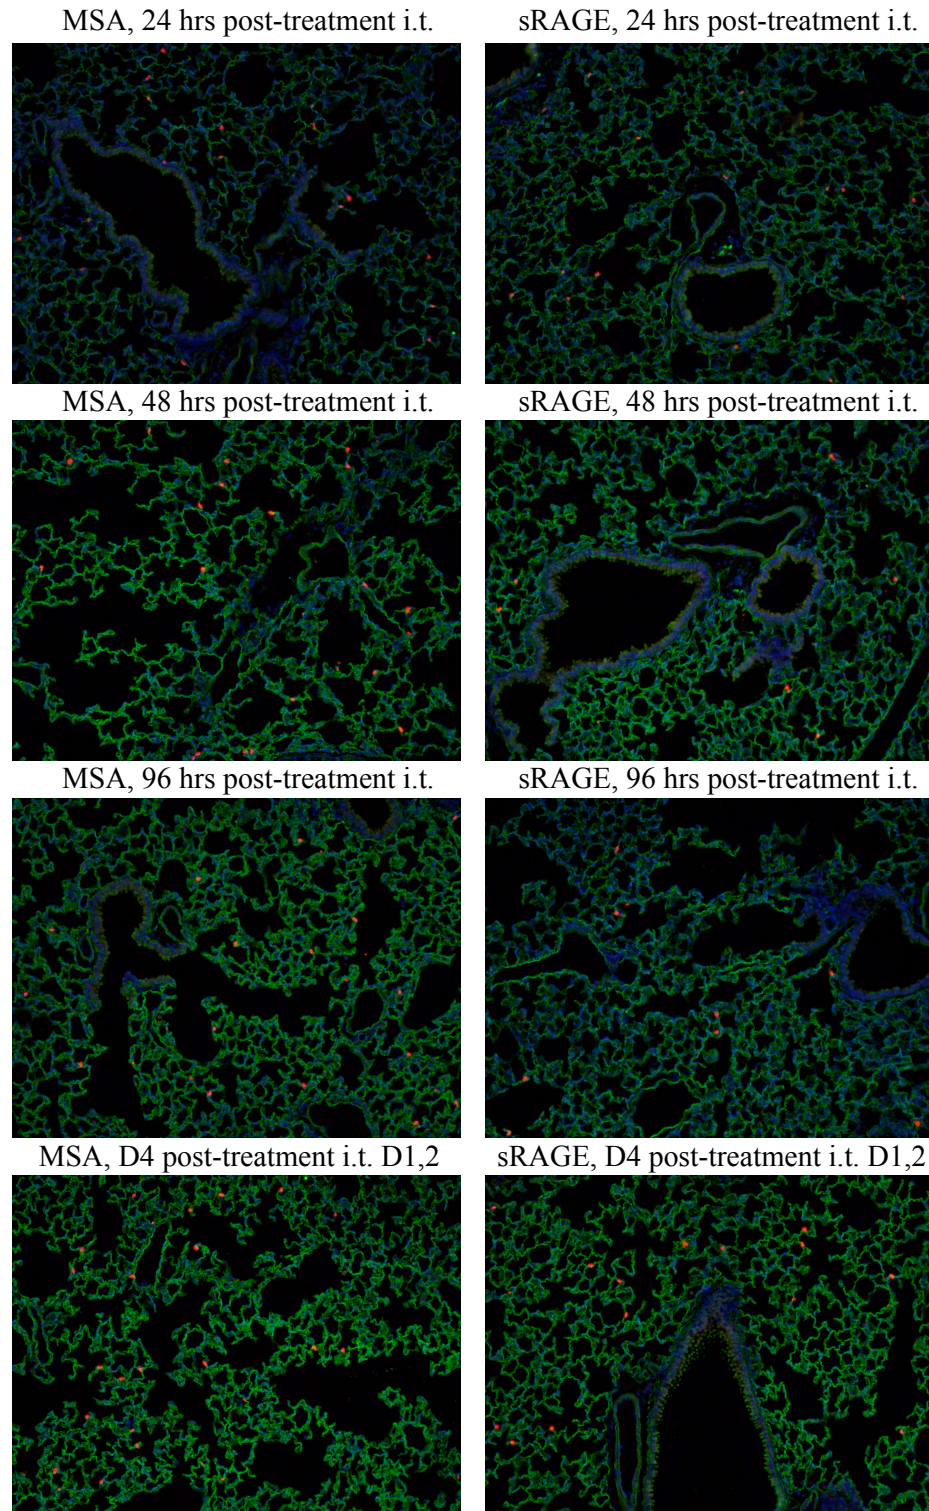 MSA, 24 hrs post-treatment i.t.
sRAGE, 24 hrs post-treatment i.t.
MSA, 48 hrs post-treatment i.t.
sRAGE, 48 hrs post-treatment i.t.
MSA, 96 hrs post-treatment i.t.
sRAGE, 96 hrs post-treatment i.t.
MSA, D4 post-treatment i.t. D1,2
sRAGE, D4 post-treatment i.t. D1,2